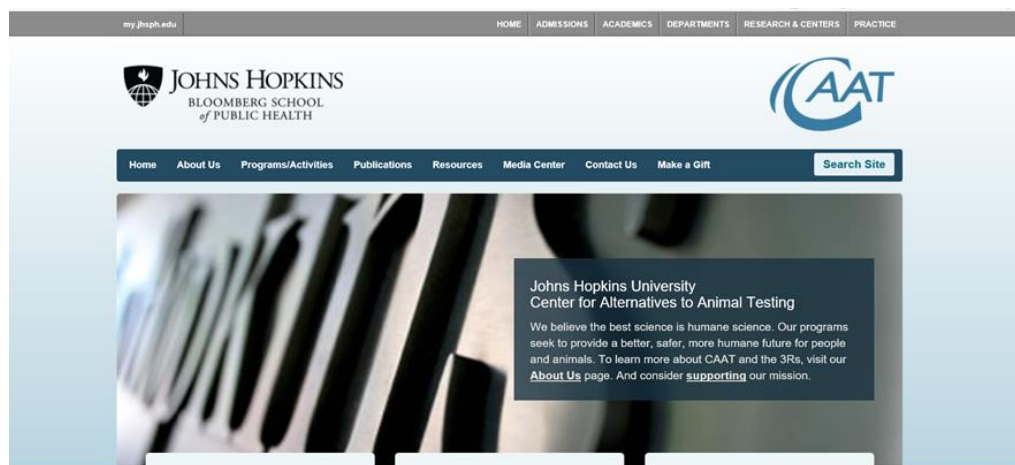 my.jhsph.edu
HOME ADMISSIONS ACADEMICS DEPARTMENTS RESEARCH & CENTERS PRACTICE
JOHNS HOPKINS
BLOOMBERG SCHOOL
of PUBLIC HEALTH
CAAT
Home About Us Programs/Activities Publications Resources Media Center Contact Us Make a Gift Search Site
Johns Hopkins University
Center for Alternatives to Animal Testing
We believe the best science is humane science. Our programs
seek to provide a better, safer, more humane future for people
and animals. To learn more about CAAT and the 3Rs, visit our
About Us page. And consider supporting our mission.